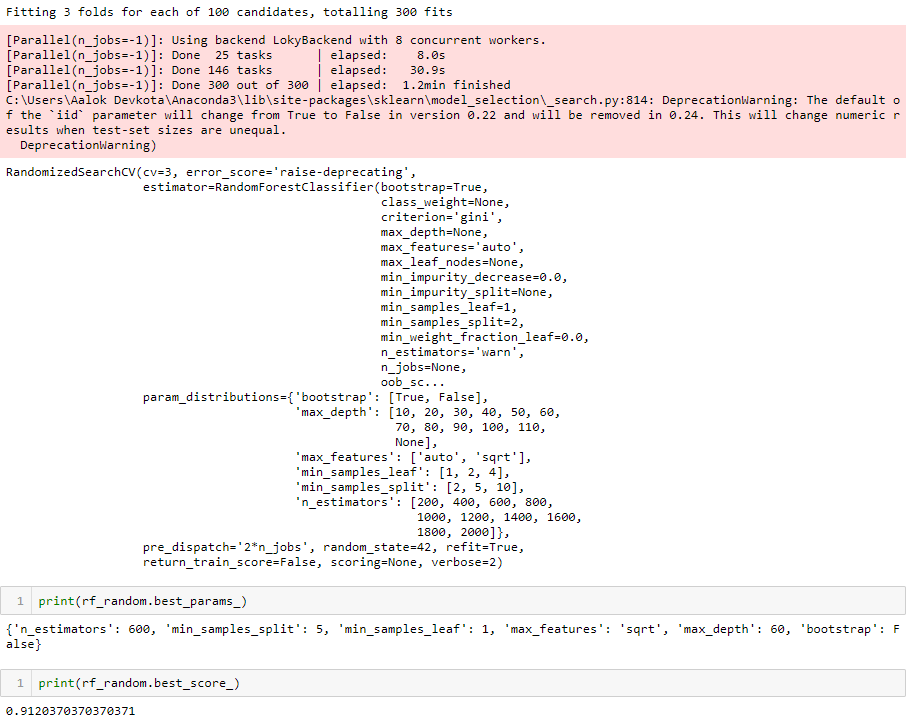 Fitting 3 folds for each of 100 candidates, totalling 300 fits
[Parallel(n_jobs=-1)]: Using backend LokyBackend with 8 concurrent workers.
[Parallel(n_jobs=-1)]: Done  25 tasks      | elapsed:    8.0s
[Parallel(n_jobs=-1)]: Done 146 tasks      | elapsed:   30.9s
[Parallel(n_jobs=-1)]: Done 300 out of 300 | elapsed:  1.2min finished
C:\Users\Aalok Devkota\Anaconda3\lib\site-packages\sklearn\model_selection\_search.py:814: DeprecationWarning: The default o
f the `iid` parameter will change from True to False in version 0.22 and will be removed in 0.24. This will change numeric r
esults when test-set sizes are unequal.
  DeprecationWarning)
RandomizedSearchCV(cv=3, error_score='raise-deprecating',
                   estimator=RandomForestClassifier(bootstrap=True,
                                                    class_weight=None,
                                                    criterion='gini',
                                                    max_depth=None,
                                                    max_features='auto',
                                                    max_leaf_nodes=None,
                                                    min_impurity_decrease=0.0,
                                                    min_impurity_split=None,
                                                    min_samples_leaf=1,
                                                    min_samples_split=2,
                                                    min_weight_fraction_leaf=0.0,
                                                    n_estimators='warn',
                                                    n_jobs=None,
                                                    oob_sc...
                   param_distributions={'bootstrap': [True, False],
                                        'max_depth': [10, 20, 30, 40, 50, 60,
                                                      70, 80, 90, 100, 110,
                                                      None],
                                        'max_features': ['auto', 'sqrt'],
                                        'min_samples_leaf': [1, 2, 4],
                                        'min_samples_split': [2, 5, 10],
                                        'n_estimators': [200, 400, 600, 800,
                                                         1000, 1200, 1400, 1600,
                                                         1800, 2000]},
                   pre_dispatch='2*n_jobs', random_state=42, refit=True,
                   return_train_score=False, scoring=None, verbose=2)
1 print(rf_random.best_params_)
{'n_estimators': 600, 'min_samples_split': 5, 'min_samples_leaf': 1, 'max_features': 'sqrt', 'max_depth': 60, 'bootstrap': F
alse}
1 print(rf_random.best_score_)
0.9120370370370371